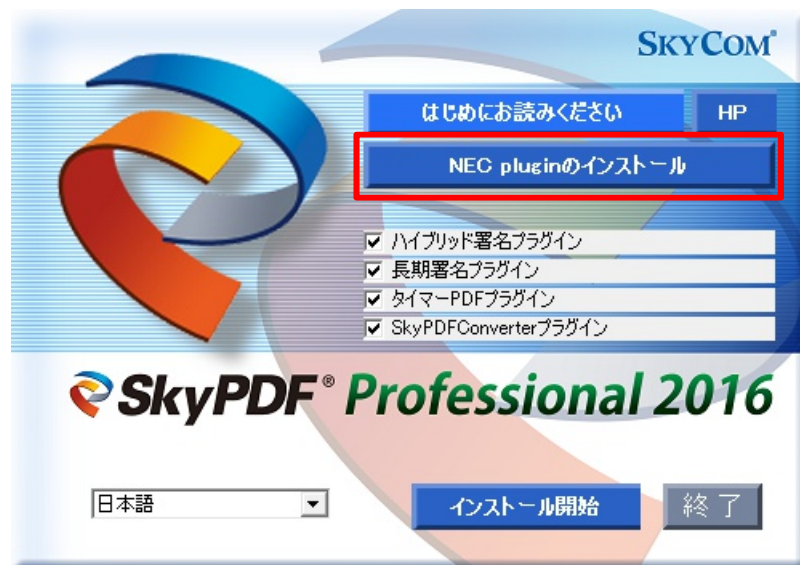 SKYCOM®
はじめにお読みください HP
NEC pluginのインストール
ハイブリッド署名プラグイン
長期署名プラグイン
タイマーPDFプラグイン
SkyPDFConverterプラグイン
SkyPDF® Professional 2016
日本語 インストール開始 終了